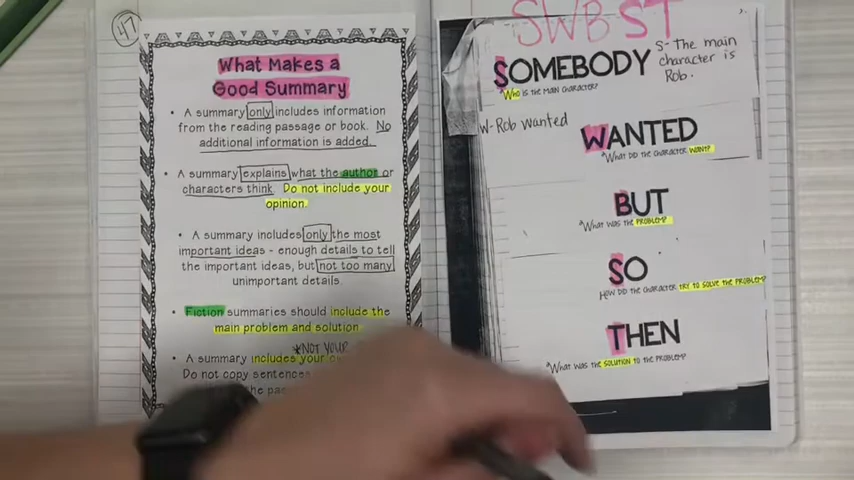 47
What Makes a
Good Summary
• A summary only includes information
from the reading passage or book. No
additional information is added.
• A summary explains what the author or
characters think. Do not include your
opinion.
• A summary includes only the most
important ideas - enough details to tell
the important ideas, but not too many
unimportant details.
• Fiction summaries should include the
main problem and solution.
*NOT YOUR
• A summary includes your
Do not copy sentences
the pas
SWBST
SOMEBODY
*Who is the main character?
S- The main
character is
Rob.
W-Rob wanted
WANTED
*What did the character want?
BUT
*What was the problem?
SO
How did the character try to solve the problem?
THEN
*What was the solution to the problem?